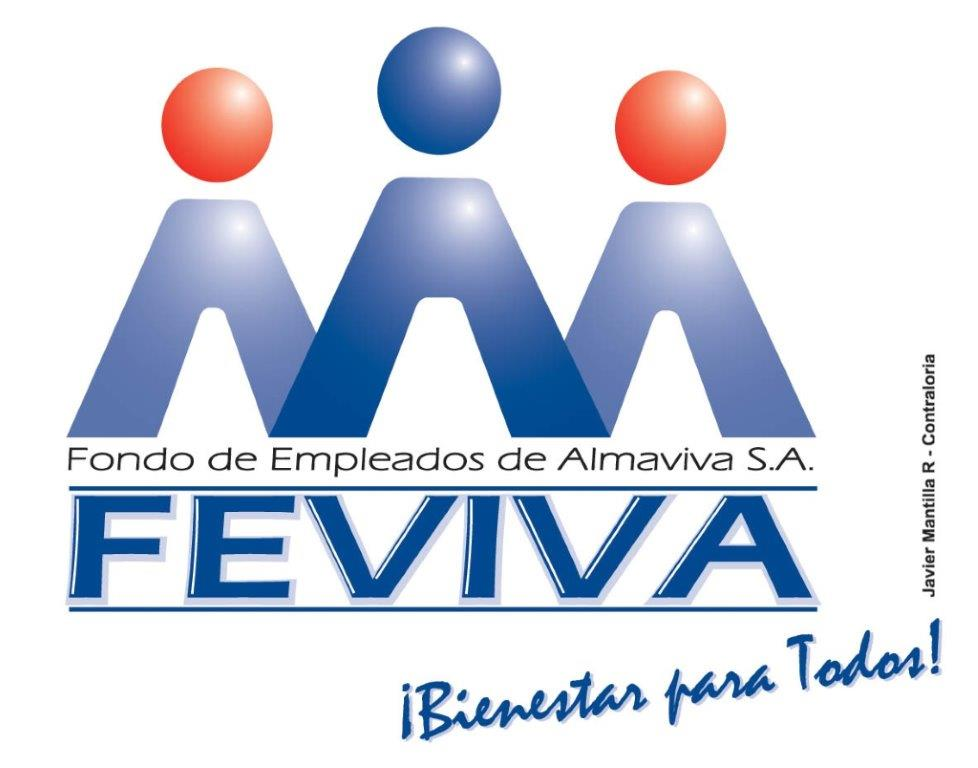 Fondo de Empleados de Almaviva S.A.
FEVIVA
¡Bienestar para Todos!
Javier Mantilla R - Contraloria